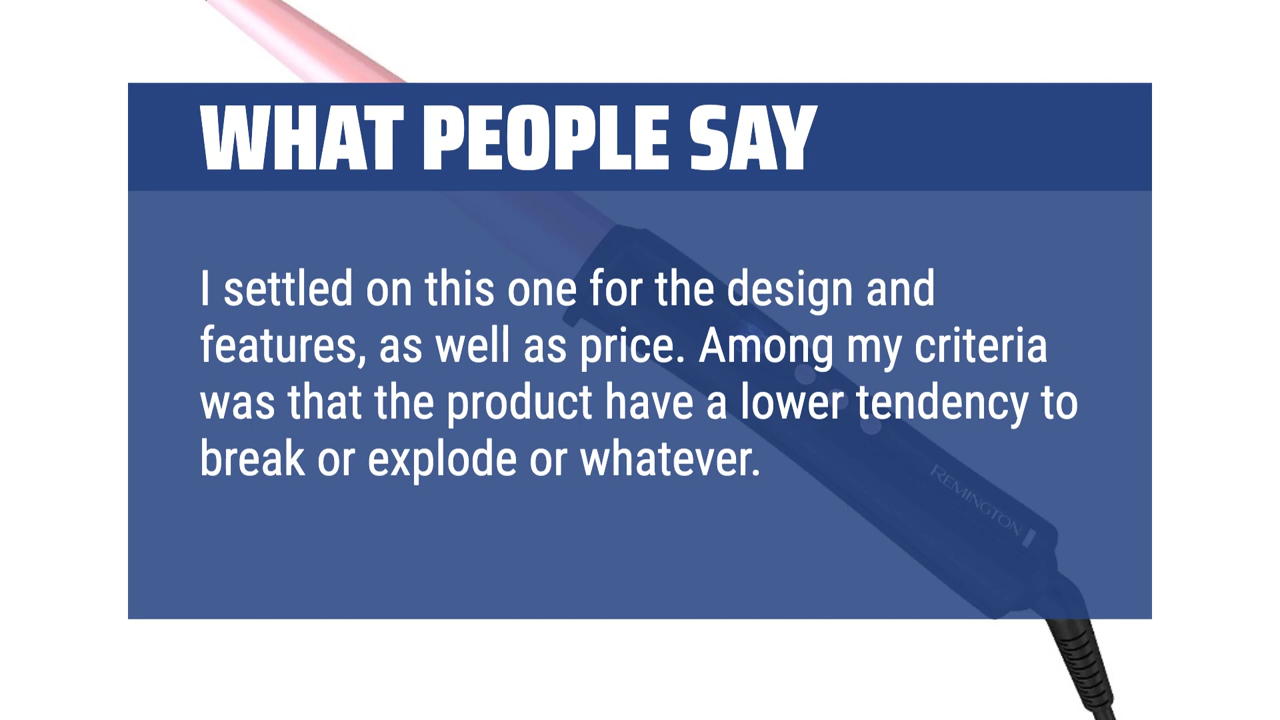 WHAT PEOPLE SAY
I settled on this one for the design and
features, as well as price. Among my criteria
was that the product have a lower tendency to
break or explode or whatever.
REMINGTON